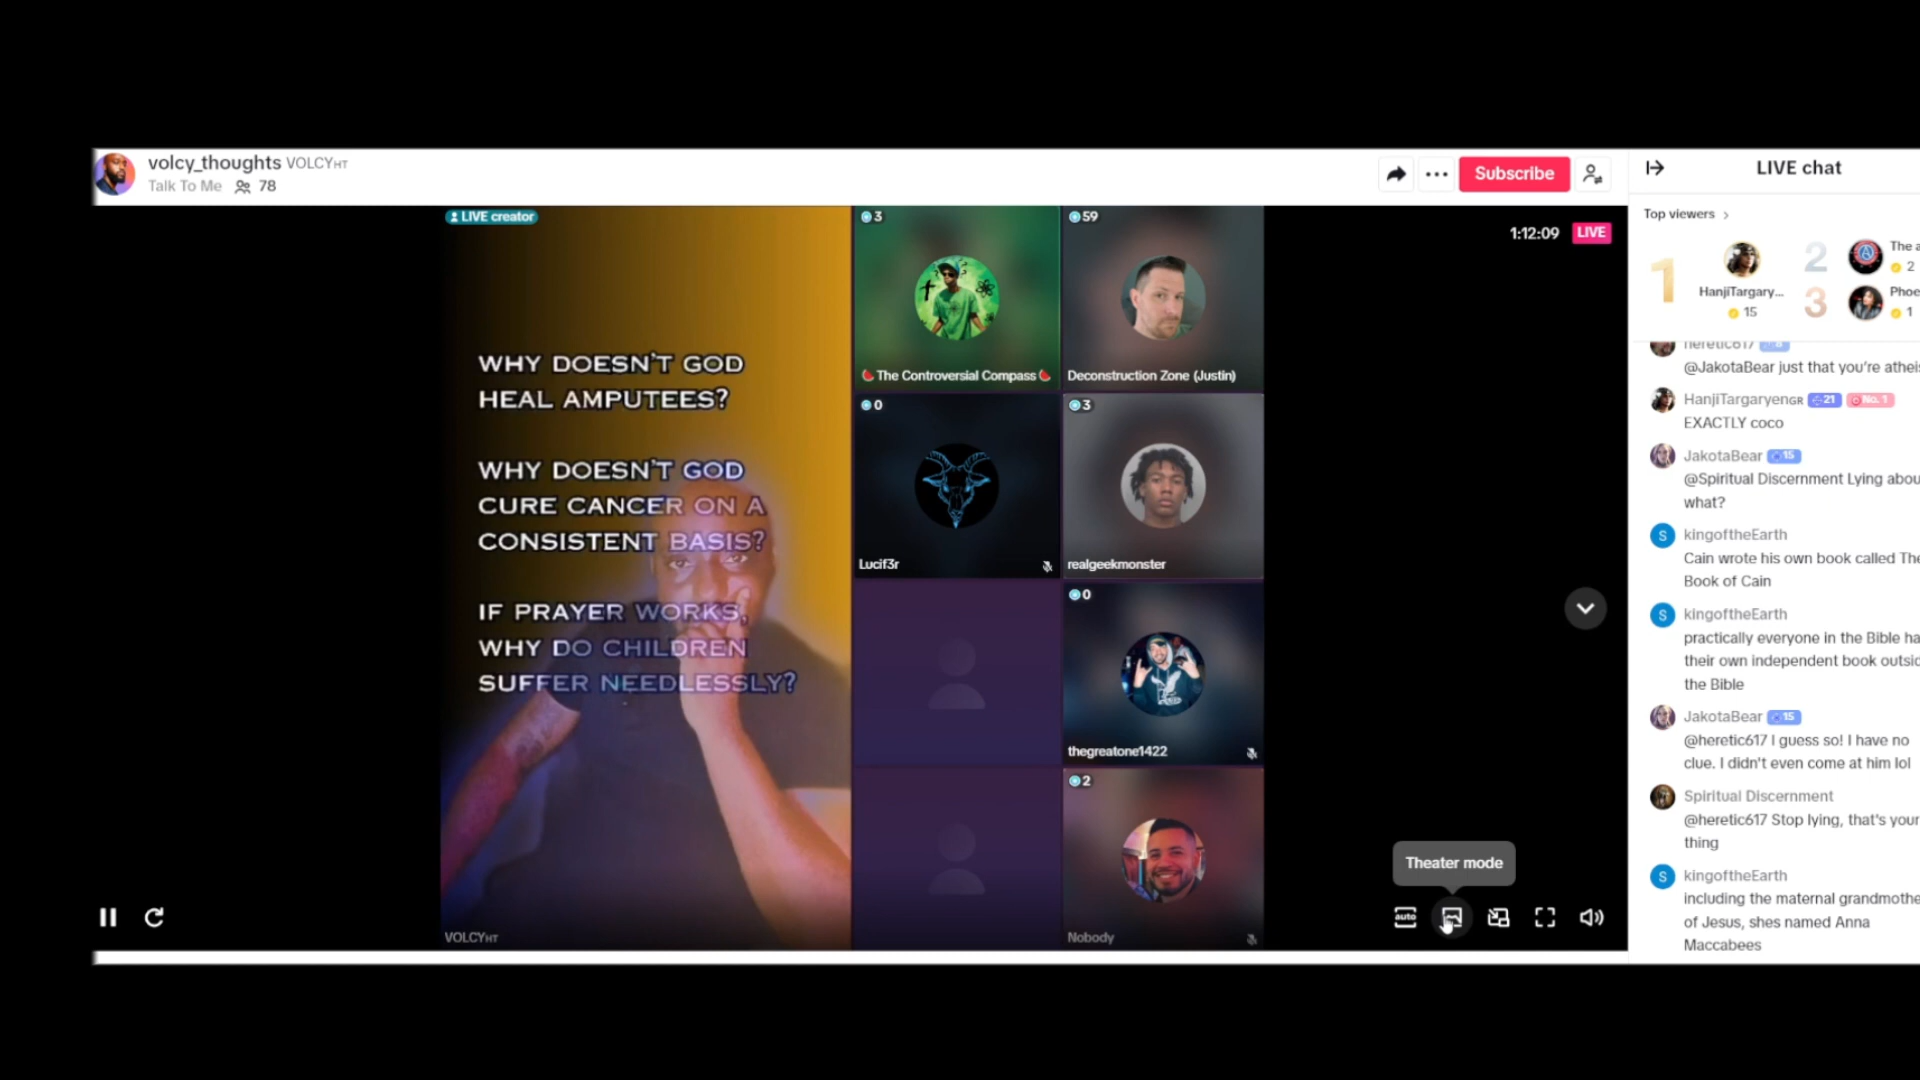 volcy_thoughts VOLCYHT
Talk To Me 78
Subscribe
LIVE creator
1:12:09 LIVE
WHY DOESN'T GOD
HEAL AMPUTEES?
WHY DOESN'T GOD
CURE CANCER ON A
CONSISTENT BASIS?
IF PRAYER WORKS,
WHY DO CHILDREN
SUFFER NEEDLESSLY?
VOLCYHT
3
🍉The Controversial Compass🍉
59
Deconstruction Zone (Justin)
0
Lucif3r
3
realgeekmonster
0
thegreatone1422
2
Nobody
Theater mode
auto
LIVE chat
Top viewers
1
HanjiTargary...
15
2
The
2
3
Phoe
1
heretic617
@JakotaBear just that you're
HanjiTargaryenGR 21 No. 1
EXACTLY coco
JakotaBear 15
@Spiritual Discernment Lying
what?
S
kingoftheEarth
Cain wrote his own book called
Book of Cain
S
kingoftheEarth
practically everyone in the Bible
their own independent book
the Bible
JakotaBear 15
@heretic617 I guess so! I have no
clue. I didn't even come at him lol
Spiritual Discernment
@heretic617 Stop lying, that's your
thing
S
kingoftheEarth
including the maternal
of Jesus, shes named Anna
Maccabees